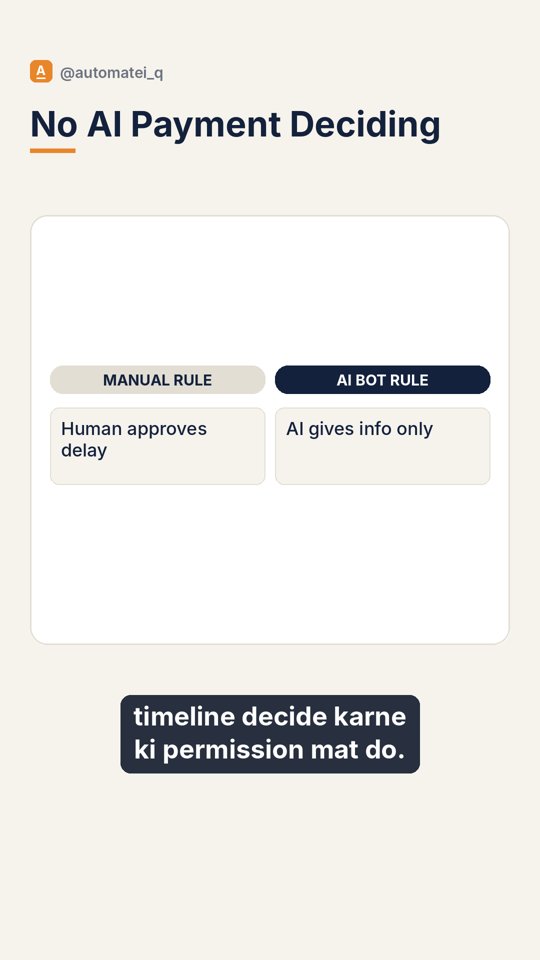 A
@automatei_q
No AI Payment Deciding
MANUAL RULE
AI BOT RULE
Human approves
delay
AI gives info only
timeline decide karne
ki permission mat do.